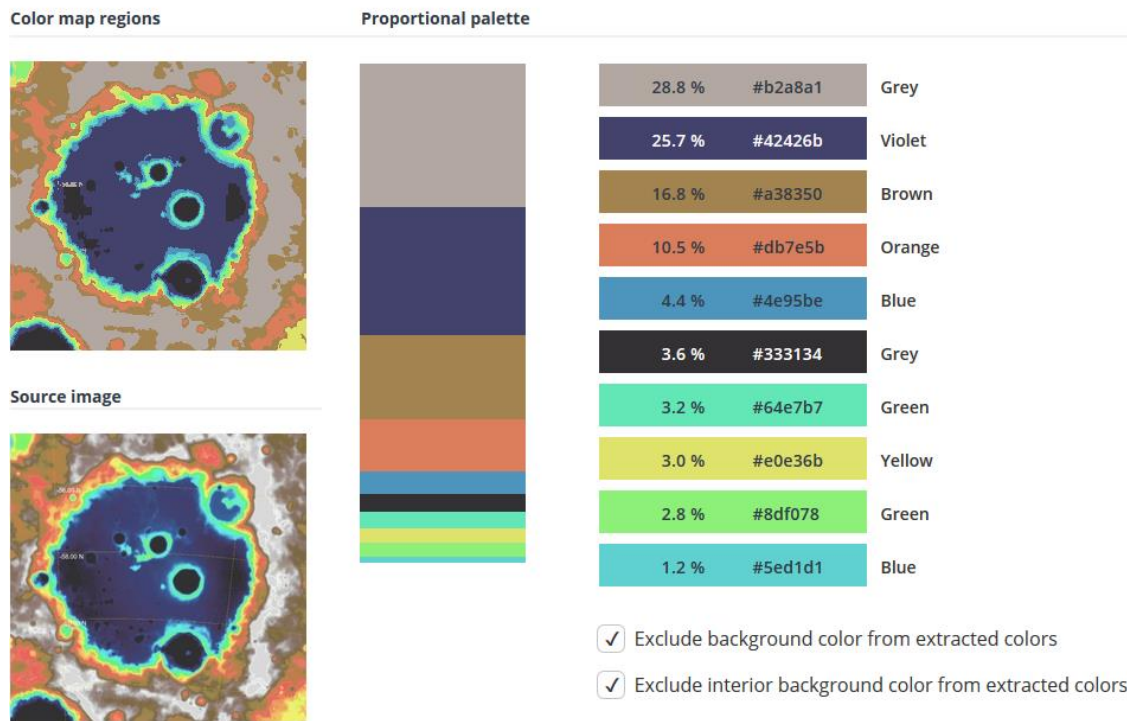 Color map regions
Proportional palette
28.8 % #b2a8a1 Grey
25.7 % #42426b Violet
16.8 % #a38350 Brown
10.5 % #db7e5b Orange
4.4 % #4e95be Blue
3.6 % #333134 Grey
3.2 % #64e7b7 Green
3.0 % #e0e36b Yellow
2.8 % #8df078 Green
1.2 % #5ed1d1 Blue
Source image
-58.00 N
Exclude background color from extracted colors
Exclude interior background color from extracted colors